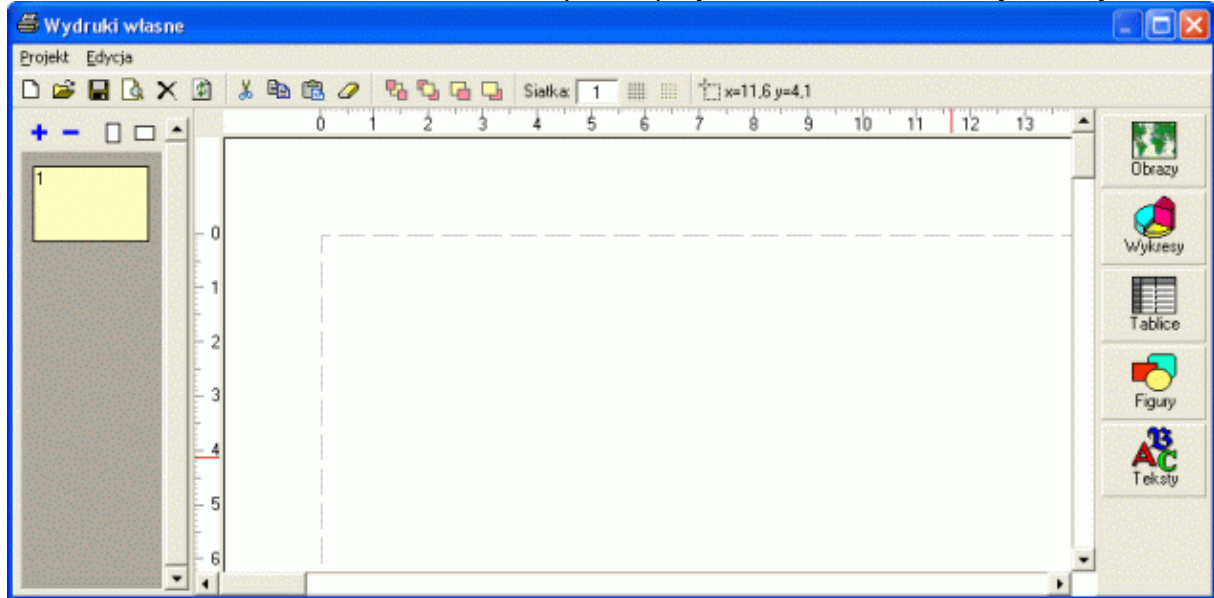 Wydruki własne
Projekt Edycja
Siatka: 1 x=11,6 y=4,1
0 1 2 3 4 5 6 7 8 9 10 11 12 13
1
0
1
2
3
4
5
6
Obrazy
Wykresy
Tablice
Figury
Teksty